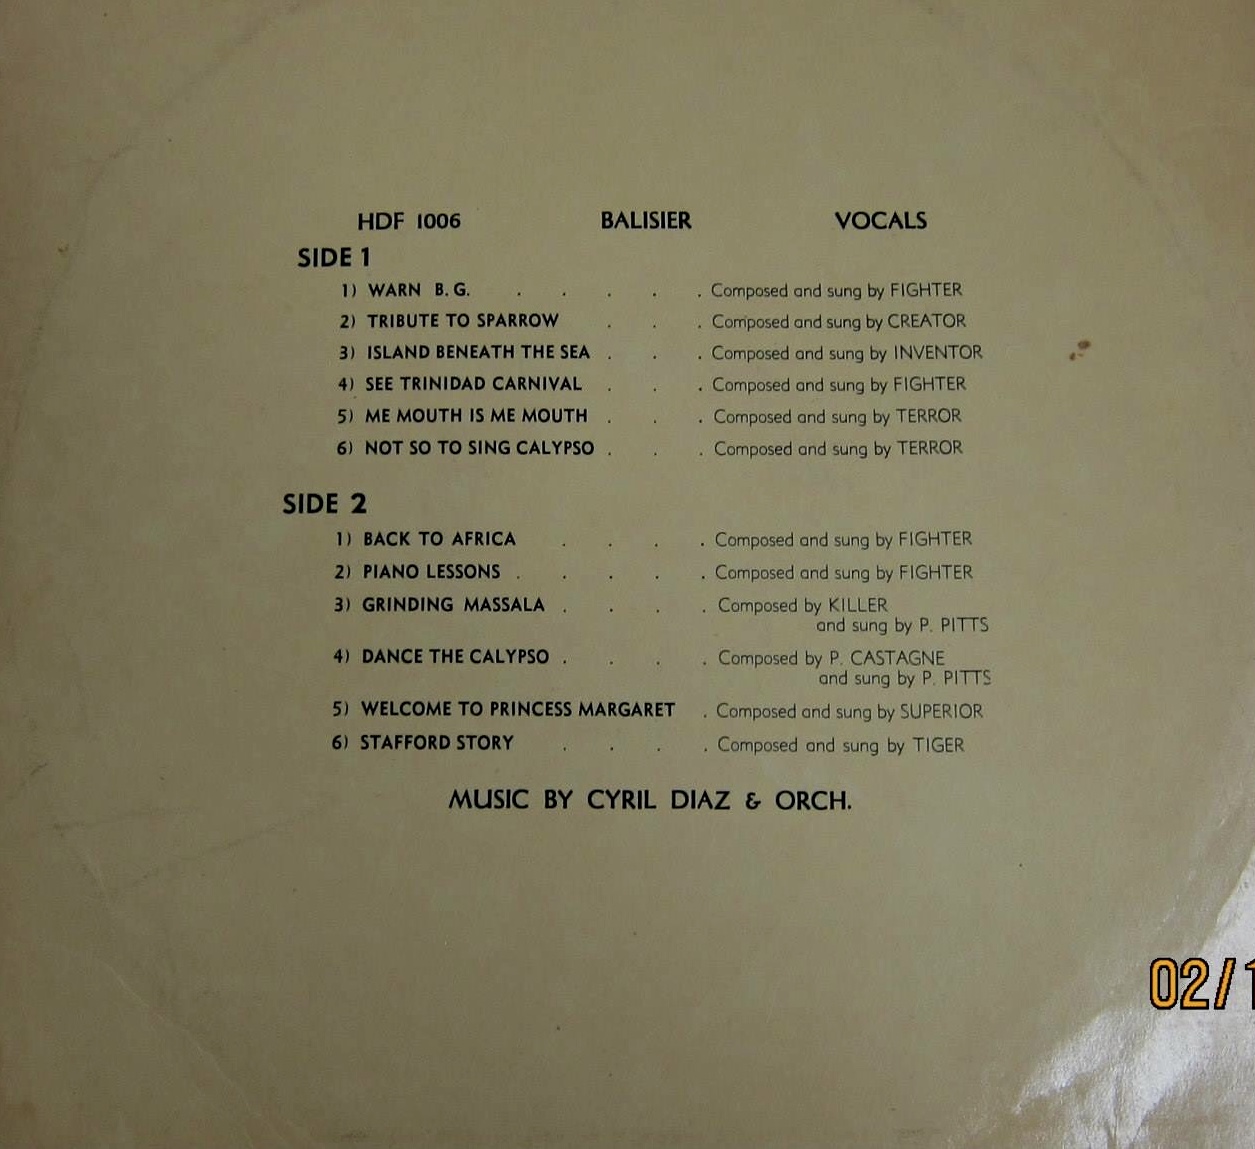 HDF 1006 BALISIER VOCALS
SIDE 1
1) WARN B. G. . . . . . Composed and sung by FIGHTER
2) TRIBUTE TO SPARROW . . . Composed and sung by CREATOR
3) ISLAND BENEATH THE SEA . . . Composed and sung by INVENTOR
4) SEE TRINIDAD CARNIVAL . . . Composed and sung by FIGHTER
5) ME MOUTH IS ME MOUTH . . . Composed and sung by TERROR
6) NOT SO TO SING CALYPSO . . . Composed and sung by TERROR
SIDE 2
1) BACK TO AFRICA . . . . Composed and sung by FIGHTER
2) PIANO LESSONS . . . . . Composed and sung by FIGHTER
3) GRINDING MASSALA . . . . Composed by KILLER
and sung by P. PITTS
4) DANCE THE CALYPSO . . . . Composed by P. CASTAGNE
and sung by P. PITTS
5) WELCOME TO PRINCESS MARGARET . Composed and sung by SUPERIOR
6) STAFFORD STORY . . . . Composed and sung by TIGER
MUSIC BY CYRIL DIAZ & ORCH.
02/1